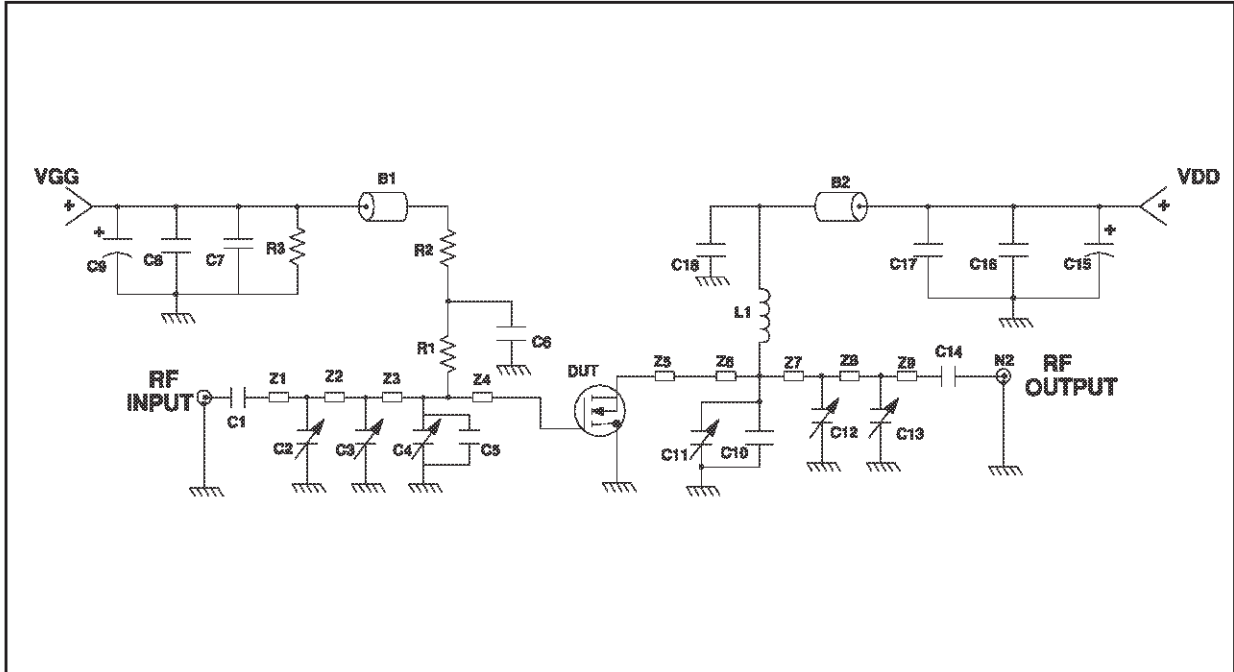 VGG
+
B1
B2
VDD
+
+
C9
C8
C7
R3
R2
C18
C17
C16
+
C15
L1
R1
C6
RF
INPUT
C1
Z1
Z2
Z3
Z4
DUT
Z5
Z6
Z7
Z8
Z9
C14
N2
RF
OUTPUT
C2
C3
C4
C5
C11
C10
C12
C13